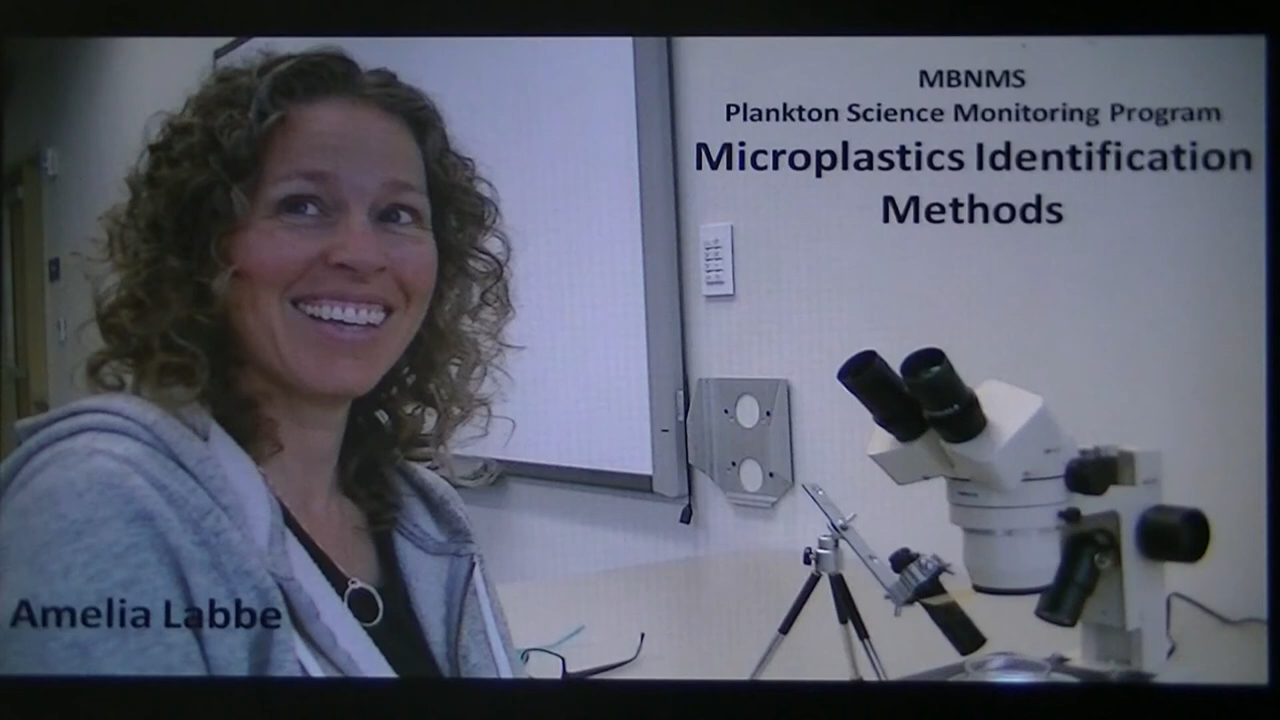 MBNMS
Plankton Science Monitoring Program
Microplastics Identification
Methods
Amelia Labbe